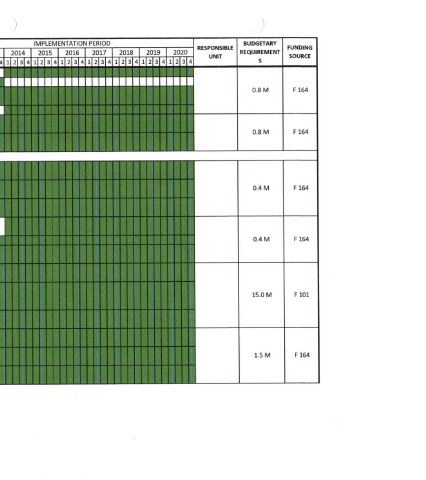 IMPLEMENTATION PERIOD
RESPONSIBLE
UNIT
BUDGETARY
REQUIREMENT
S
FUNDING
SOURCE
2014 2015 2016 2017 2018 2019 2020
4 1 2 3 4 1 2 3 4 1 2 3 4 1 2 3 4 1 2 3 4 1 2 3 4 1 2 3 4
0.8 M F 164
0.8 M F 164
0.4 M F 164
0.4 M F 164
15.0 M F 101
1.5 M F 164